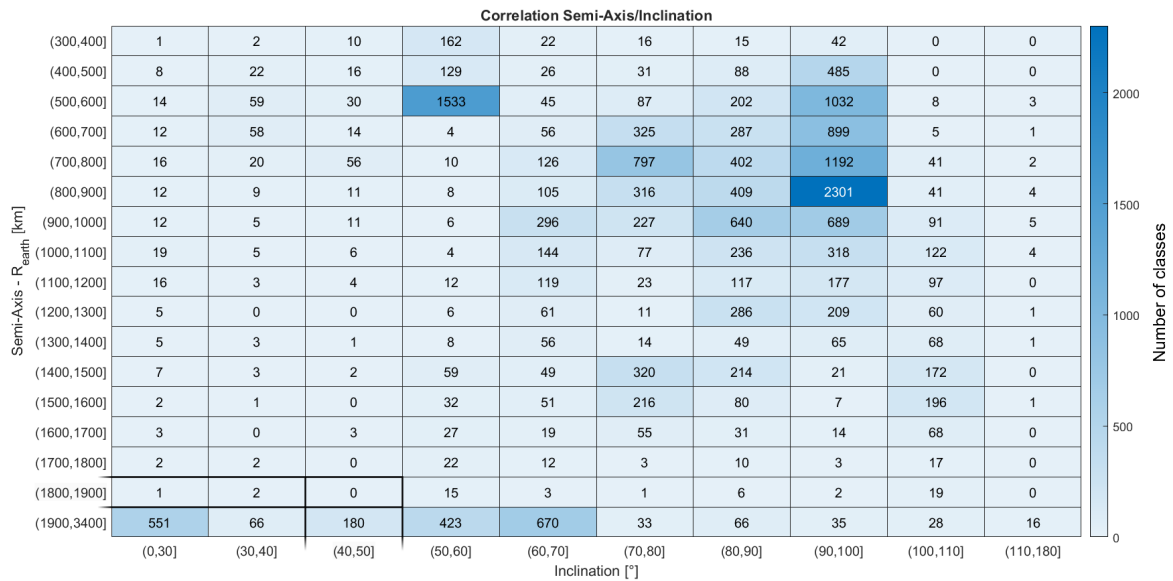 Correlation Semi-Axis/Inclination
(300,400] 1 2 10 162 22 16 15 42 0 0
(400,500] 8 22 16 129 26 31 88 485 0 0
(500,600] 14 59 30 1533 45 87 202 1032 8 3
(600,700] 12 58 14 4 56 325 287 899 5 1
(700,800] 16 20 56 10 126 797 402 1192 41 2
(800,900] 12 9 11 8 105 316 409 2301 41 4
(900,1000] 12 5 11 6 296 227 640 689 91 5
(1000,1100] 19 5 6 4 144 77 236 318 122 4
(1100,1200] 16 3 4 12 119 23 117 177 97 0
(1200,1300] 5 0 0 6 61 11 286 209 60 1
(1300,1400] 5 3 1 8 56 14 49 65 68 1
(1400,1500] 7 3 2 59 49 320 214 21 172 0
(1500,1600] 2 1 0 32 51 216 80 7 196 1
(1600,1700] 3 0 3 27 19 55 31 14 68 0
(1700,1800] 2 2 0 22 12 3 10 3 17 0
(1800,1900] 1 2 0 15 3 1 6 2 19 0
(1900,3400] 551 66 180 423 670 33 66 35 28 16
(0,30] (30,40] (40,50] (50,60] (60,70] (70,80] (80,90] (90,100] (100,110] (110,180]
Inclination [°]
Semi-Axis - R_earth [km]
2000
1500
1000
500
0
Number of classes